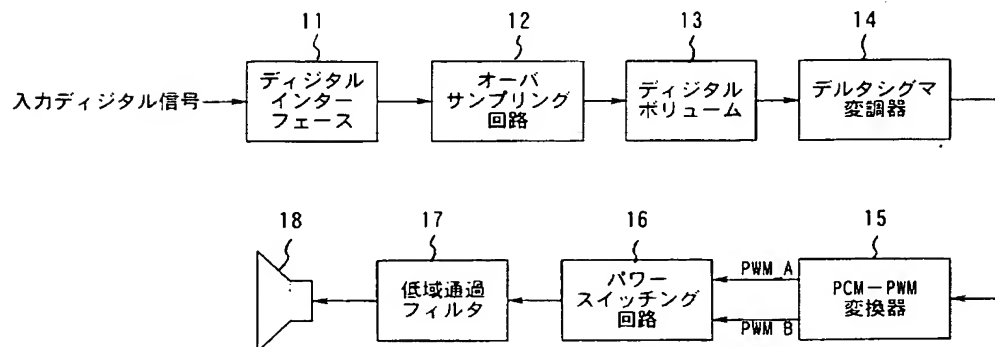 11
12
13
14
入力ディジタル信号
ディジタル
インター
フェース
オーバ
サンプリング
回路
ディジタル
ボリューム
デルタシグマ
変調器
18
17
16
15
低域通過
フィルタ
パワー
スイッチング
回路
PWM A
PWM B
PCM−PWM
変換器